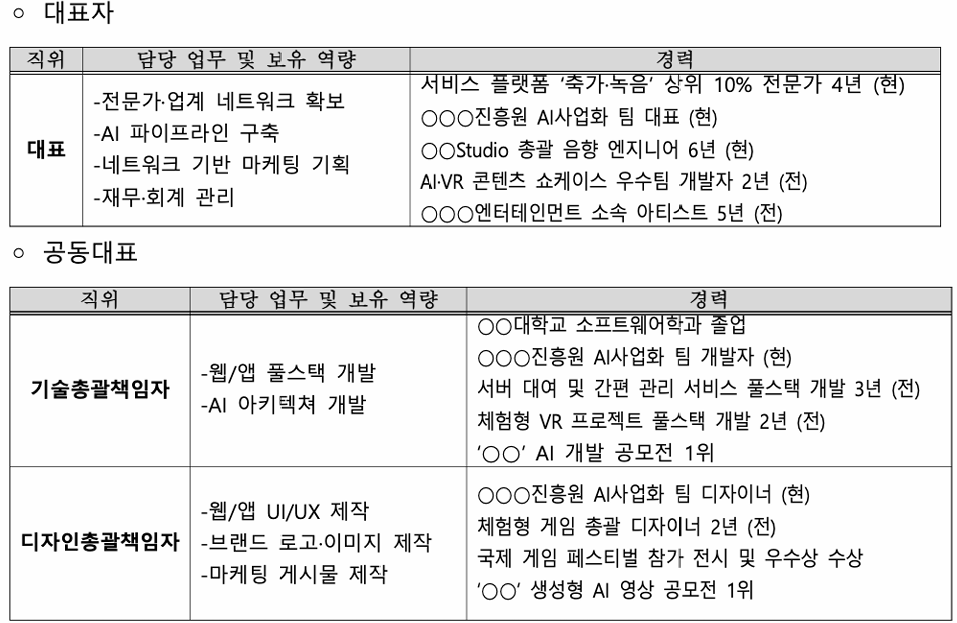 ○ 대표자
직위 담당 업무 및 보유 역량 경력
대표
-전문가·업계 네트워크 확보
-AI 파이프라인 구축
-네트워크 기반 마케팅 기획
-재무·회계 관리
서비스 플랫폼 '축가·녹음' 상위 10% 전문가 4년 (현)
○○○진흥원 AI사업화 팀 대표 (현)
○○Studio 총괄 음향 엔지니어 6년 (현)
AI·VR 콘텐츠 쇼케이스 우수팀 개발자 2년 (전)
○○○엔터테인먼트 소속 아티스트 5년 (전)
○ 공동대표
직위 담당 업무 및 보유 역량 경력
기술총괄책임자
-웹/앱 풀스택 개발
-AI 아키텍쳐 개발
○○대학교 소프트웨어학과 졸업
○○○진흥원 AI사업화 팀 개발자 (현)
서버 대여 및 간편 관리 서비스 풀스택 개발 3년 (전)
체험형 VR 프로젝트 풀스택 개발 2년 (전)
'○○' AI 개발 공모전 1위
디자인총괄책임자
-웹/앱 UI/UX 제작
-브랜드 로고·이미지 제작
-마케팅 게시물 제작
○○○진흥원 AI사업화 팀 디자이너 (현)
체험형 게임 총괄 디자이너 2년 (전)
국제 게임 페스티벌 참가 전시 및 우수상 수상
'○○' 생성형 AI 영상 공모전 1위